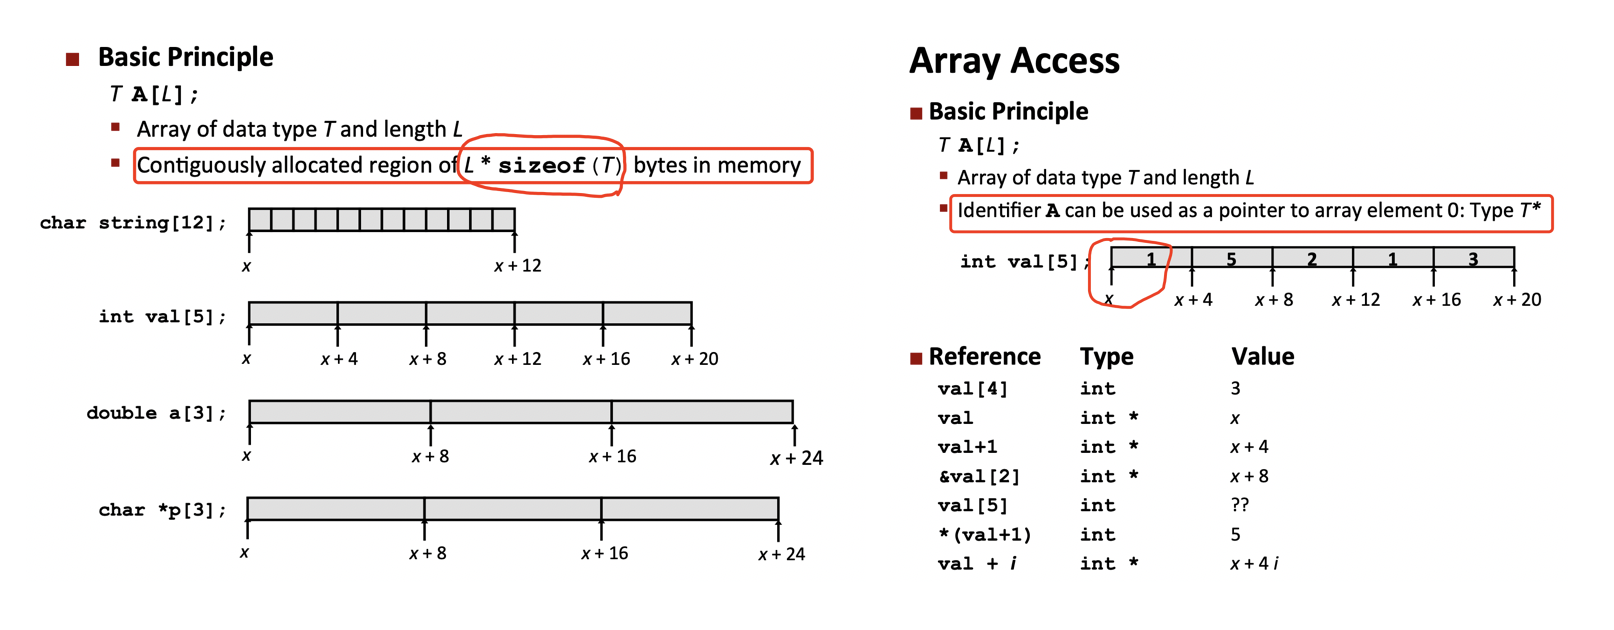 Basic Principle
T A[L];
Array of data type T and length L
Contiguously allocated region of L * sizeof (T) bytes in memory
char string[12];
x x + 12
int val[5];
x x + 4 x + 8 x + 12 x + 16 x + 20
double a[3];
x x + 8 x + 16 x + 24
char *p[3];
x x + 8 x + 16 x + 24
Array Access
Basic Principle
T A[L];
Array of data type T and length L
Identifier A can be used as a pointer to array element 0: Type T*
int val[5]; 1 5 2 1 3
x x + 4 x + 8 x + 12 x + 16 x + 20
Reference Type Value
val[4] int 3
val int * x
val+1 int * x + 4
&val[2] int * x + 8
val[5] int ??
*(val+1) int 5
val + i int * x + 4 i